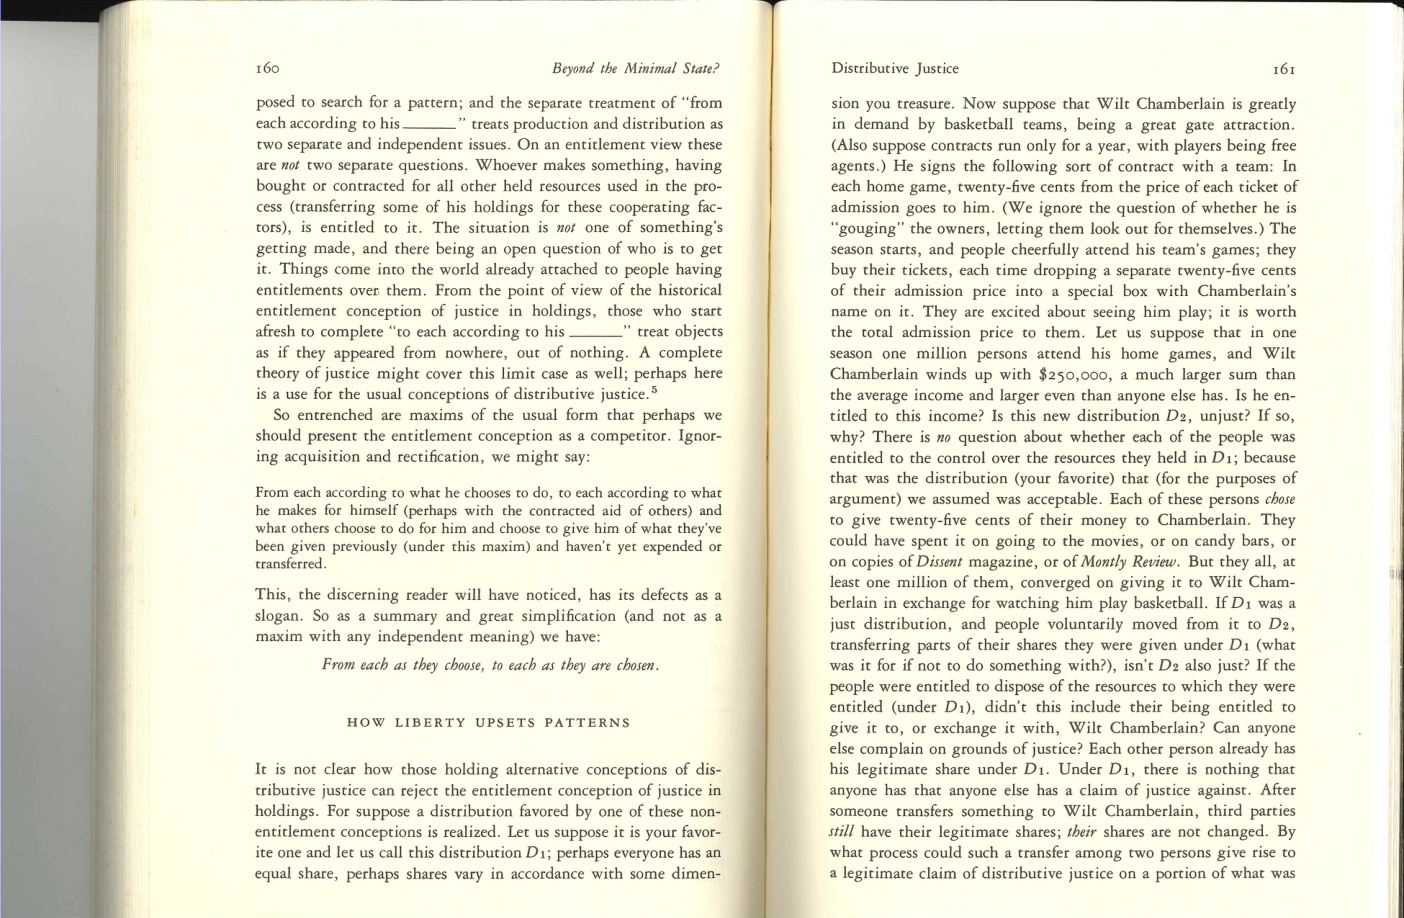 160
Beyond the Minimal State?
posed to search for a pattern; and the separate treatment of "from
each according to his ______" treats production and distribution as
two separate and independent issues. On an entitlement view these
are not two separate questions. Whoever makes something, having
bought or contracted for all other held resources used in the pro-
cess (transferring some of his holdings for these cooperating fac-
tors), is entitled to it. The situation is not one of something's
getting made, and there being an open question of who is to get
it. Things come into the world already attached to people having
entitlements over them. From the point of view of the historical
entitlement conception of justice in holdings, those who start
afresh to complete "to each according to his ______" treat objects
as if they appeared from nowhere, out of nothing. A complete
theory of justice might cover this limit case as well; perhaps here
is a use for the usual conceptions of distributive justice.5
So entrenched are maxims of the usual form that perhaps we
should present the entitlement conception as a competitor. Ignor-
ing acquisition and rectification, we might say:
From each according to what he chooses to do, to each according to what
he makes for himself (perhaps with the contracted aid of others) and
what others choose to do for him and choose to give him of what they've
been given previously (under this maxim) and haven't yet expended or
transferred.
This, the discerning reader will have noticed, has its defects as a
slogan. So as a summary and great simplification (and not as a
maxim with any independent meaning) we have:
From each as they choose, to each as they are chosen.
HOW LIBERTY UPSETS PATTERNS
It is not clear how those holding alternative conceptions of dis-
tributive justice can reject the entitlement conception of justice in
holdings. For suppose a distribution favored by one of these non-
entitlement conceptions is realized. Let us suppose it is your favor-
ite one and let us call this distribution D1; perhaps everyone has an
equal share, perhaps shares vary in accordance with some dimen-
Distributive Justice
161
sion you treasure. Now suppose that Wilt Chamberlain is greatly
in demand by basketball teams, being a great gate attraction.
(Also suppose contracts run only for a year, with players being free
agents.) He signs the following sort of contract with a team: In
each home game, twenty-five cents from the price of each ticket of
admission goes to him. (We ignore the question of whether he is
"gouging" the owners, letting them look out for themselves.) The
season starts, and people cheerfully attend his team's games; they
buy their tickets, each time dropping a separate twenty-five cents
of their admission price into a special box with Chamberlain's
name on it. They are excited about seeing him play; it is worth
the total admission price to them. Let us suppose that in one
season one million persons attend his home games, and Wilt
Chamberlain winds up with $250,000, a much larger sum than
the average income and larger even than anyone else has. Is he en-
titled to this income? Is this new distribution D2, unjust? If so,
why? There is no question about whether each of the people was
entitled to the control over the resources they held in D1; because
that was the distribution (your favorite) that (for the purposes of
argument) we assumed was acceptable. Each of these persons chose
to give twenty-five cents of their money to Chamberlain. They
could have spent it on going to the movies, or on candy bars, or
on copies of Dissent magazine, or of Montly Review. But they all, at
least one million of them, converged on giving it to Wilt Cham-
berlain in exchange for watching him play basketball. If D1 was a
just distribution, and people voluntarily moved from it to D2,
transferring parts of their shares they were given under D1 (what
was it for if not to do something with?), isn't D2 also just? If the
people were entitled to dispose of the resources to which they were
entitled (under D1), didn't this include their being entitled to
give it to, or exchange it with, Wilt Chamberlain? Can anyone
else complain on grounds of justice? Each other person already has
his legitimate share under D1. Under D1, there is nothing that
anyone has that anyone else has a claim of justice against. After
someone transfers something to Wilt Chamberlain, third parties
still have their legitimate shares; their shares are not changed. By
what process could such a transfer among two persons give rise to
a legitimate claim of distributive justice on a portion of what was